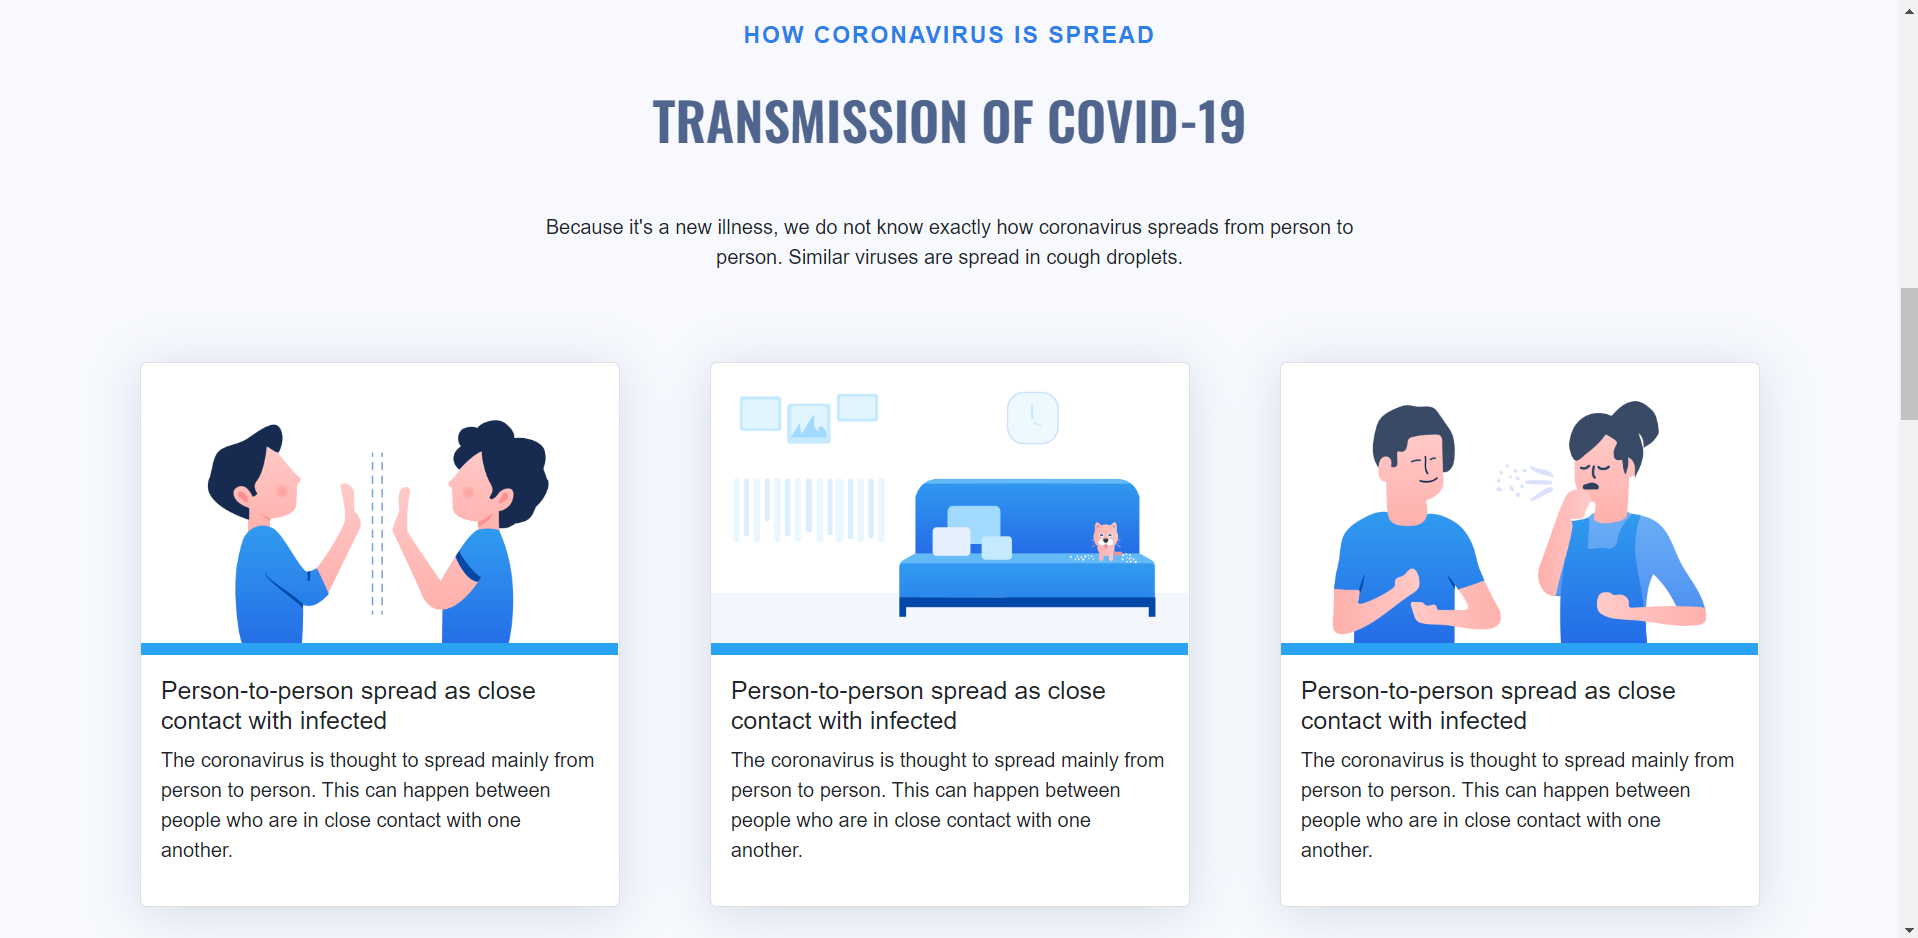 HOW CORONAVIRUS IS SPREAD
TRANSMISSION OF COVID-19
Because it's a new illness, we do not know exactly how coronavirus spreads from person to
person. Similar viruses are spread in cough droplets.
Person-to-person spread as close
contact with infected
The coronavirus is thought to spread mainly from
person to person. This can happen between
people who are in close contact with one
another.
Person-to-person spread as close
contact with infected
The coronavirus is thought to spread mainly from
person to person. This can happen between
people who are in close contact with one
another.
Person-to-person spread as close
contact with infected
The coronavirus is thought to spread mainly from
person to person. This can happen between
people who are in close contact with one
another.